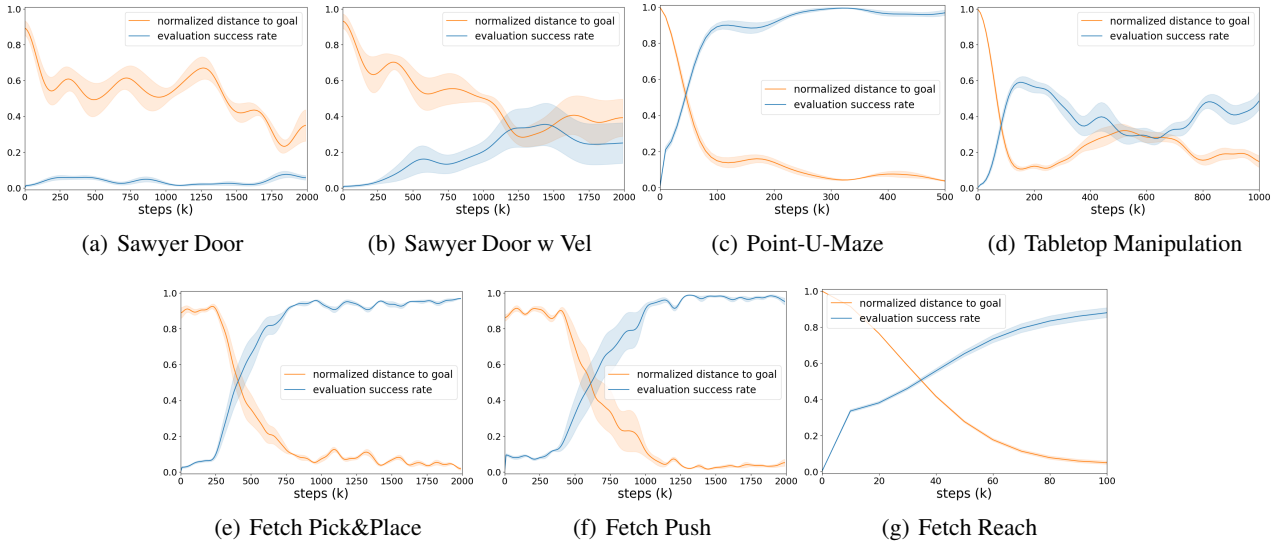 normalized distance to goal
evaluation success rate
1.0
0.8
0.6
0.4
0.2
0.0
0 250 500 750 1000 1250 1500 1750 2000
steps (k)
(a) Sawyer Door
normalized distance to goal
evaluation success rate
1.0
0.8
0.6
0.4
0.2
0.0
0 250 500 750 1000 1250 1500 1750 2000
steps (k)
(b) Sawyer Door w Vel
1.0
0.8
0.6
0.4
0.2
0.0
normalized distance to goal
evaluation success rate
0 100 200 300 400 500
steps (k)
(c) Point-U-Maze
normalized distance to goal
evaluation success rate
1.0
0.8
0.6
0.4
0.2
0.0
0 200 400 600 800 1000
steps (k)
(d) Tabletop Manipulation
1.0
0.8
0.6
0.4
0.2
0.0
normalized distance to goal
evaluation success rate
0 250 500 750 1000 1250 1500 1750 2000
steps (k)
(e) Fetch Pick&Place
1.0
0.8
0.6
0.4
0.2
0.0
normalized distance to goal
evaluation success rate
0 250 500 750 1000 1250 1500 1750 2000
steps (k)
(f) Fetch Push
1.0
0.8
0.6
0.4
0.2
0.0
normalized distance to goal
evaluation success rate
0 20 40 60 80 100
steps (k)
(g) Fetch Reach